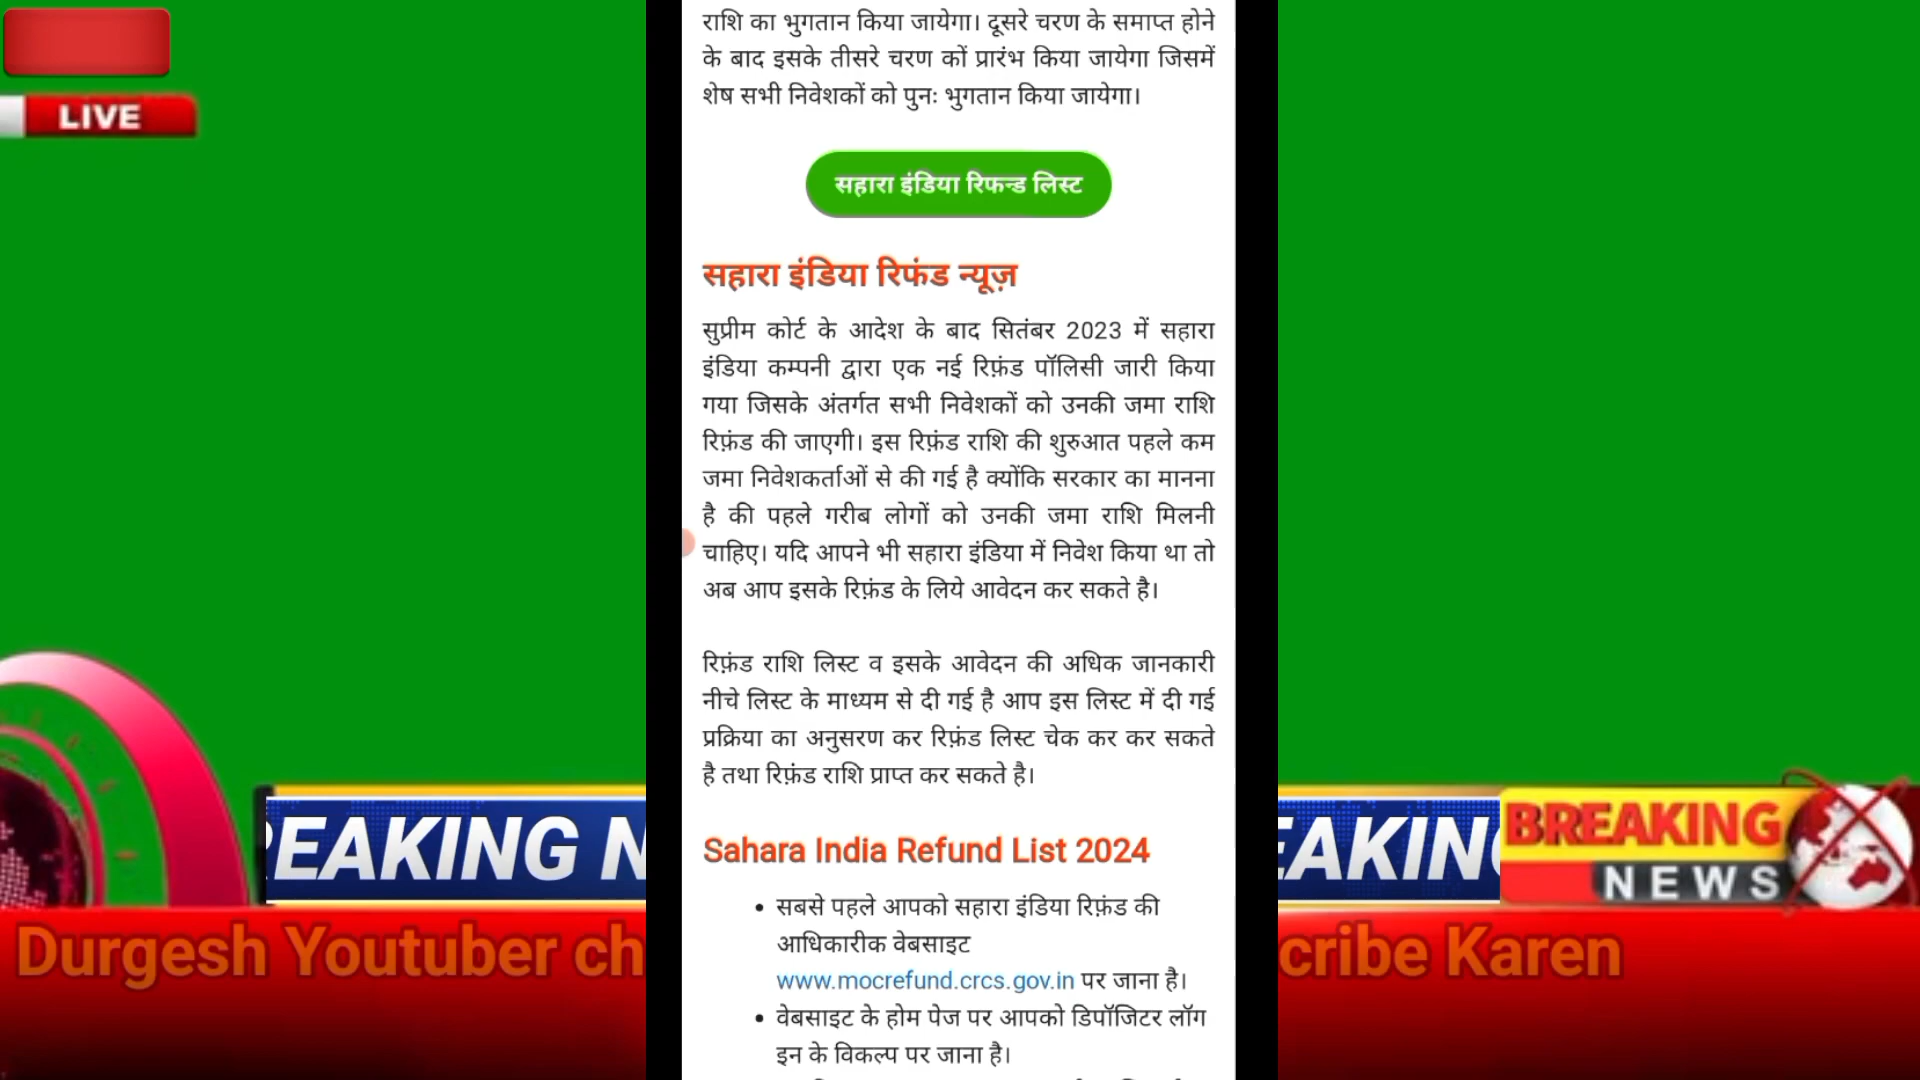 LIVE
राशि का भुगतान किया जायेगा। दूसरे चरण के समाप्त होने
के बाद इसके तीसरे चरण कों प्रारंभ किया जायेगा जिसमें
शेष सभी निवेशकों को पुनः भुगतान किया जायेगा।
सहारा इंडिया रिफन्ड लिस्ट
सहारा इंडिया रिफंड न्यूज़
सुप्रीम कोर्ट के आदेश के बाद सितंबर 2023 में सहारा
इंडिया कम्पनी द्वारा एक नई रिफ़ंड पॉलिसी जारी किया
गया जिसके अंतर्गत सभी निवेशकों को उनकी जमा राशि
रिफ़ंड की जाएगी। इस रिफ़ंड राशि की शुरुआत पहले कम
जमा निवेशकर्ताओं से की गई है क्योंकि सरकार का मानना
है की पहले गरीब लोगों को उनकी जमा राशि मिलनी
चाहिए। यदि आपने भी सहारा इंडिया में निवेश किया था तो
अब आप इसके रिफ़ंड के लिये आवेदन कर सकते है।
रिफ़ंड राशि लिस्ट व इसके आवेदन की अधिक जानकारी
नीचे लिस्ट के माध्यम से दी गई है आप इस लिस्ट में दी गई
प्रक्रिया का अनुसरण कर रिफ़ंड लिस्ट चेक कर कर सकते
है तथा रिफ़ंड राशि प्राप्त कर सकते है।
Sahara India Refund List 2024
• सबसे पहले आपको सहारा इंडिया रिफ़ंड की
आधिकारीक वेबसाइट
www.mocrefund.crcs.gov.in पर जाना है।
• वेबसाइट के होम पेज पर आपको डिपॉजिटर लॉग
इन के विकल्प पर जाना है।
EAKING N
EAKING
BREAKING
NEWS
Durgesh Youtuber ch
cribe Karen